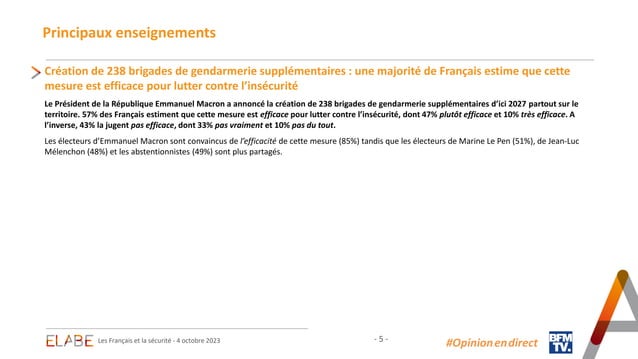 Principaux enseignements
Création de 238 brigades de gendarmerie supplémentaires : une majorité de Français estime que cette
mesure est efficace pour lutter contre l’insécurité
Le Président de la République Emmanuel Macron a annoncé la création de 238 brigades de gendarmerie supplémentaires d’ici 2027 partout sur le
territoire. 57% des Français estiment que cette mesure est efficace pour lutter contre l’insécurité, dont 47% plutôt efficace et 10% très efficace. A
l’inverse, 43% la jugent pas efficace, dont 33% pas vraiment et 10% pas du tout.
Les électeurs d’Emmanuel Macron sont convaincus de l’efficacité de cette mesure (85%) tandis que les électeurs de Marine Le Pen (51%), de Jean-Luc
Mélenchon (48%) et les abstentionnistes (49%) sont plus partagés.
ELABE Les Français et la sécurité - 4 octobre 2023
- 5 -
#Opinion en direct
BFM
TV.